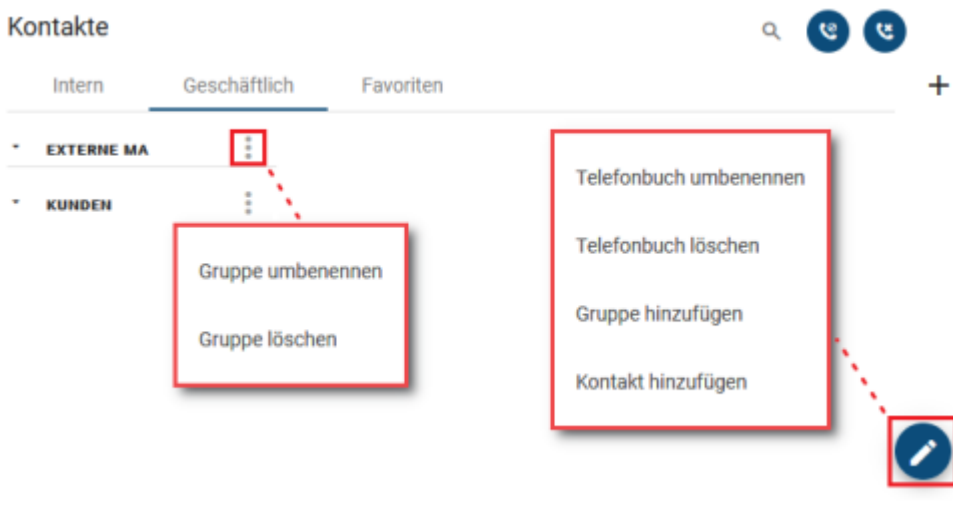 Kontakte
Intern Geschäftlich Favoriten
EXTERNE MA
KUNDEN
Gruppe umbenennen
Gruppe löschen
Telefonbuch umbenennen
Telefonbuch löschen
Gruppe hinzufügen
Kontakt hinzufügen